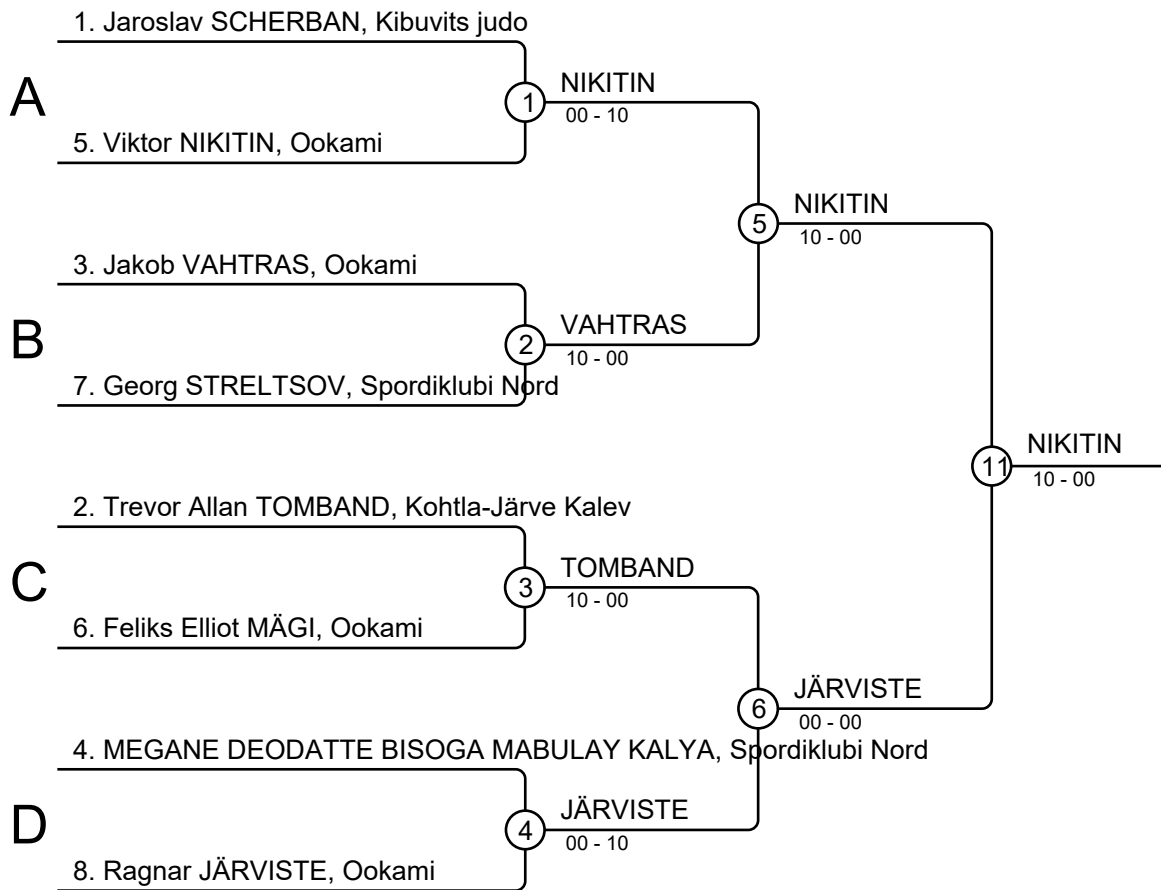 1. Jaroslav SCHERBAN, Kibuvits judo
A
1
NIKITIN
00 - 10
5. Viktor NIKITIN, Ookami
5
NIKITIN
10 - 00
3. Jakob VAHTRAS, Ookami
B
2
VAHTRAS
10 - 00
7. Georg STRELTSOV, Spordiklubi Nord
11
NIKITIN
10 - 00
2. Trevor Allan TOMBAND, Kohtla-Järve Kalev
C
3
TOMBAND
10 - 00
6. Feliks Elliot MÄGI, Ookami
6
JÄRVISTE
00 - 00
4. MEGANE DEODATTE BISOGA MABULAY KALYA, Spordiklubi Nord
D
4
JÄRVISTE
00 - 10
8. Ragnar JÄRVISTE, Ookami